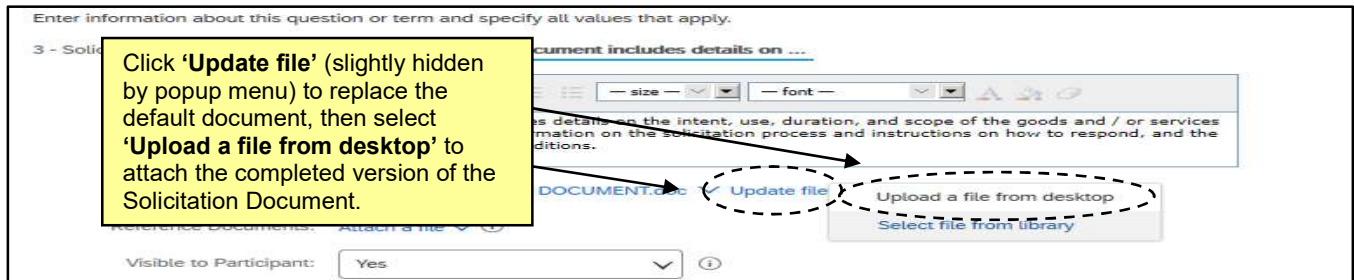 Enter information about this question or term and specify all values that apply.
3 - Solic
cument includes details on ...
Click ‘Update file’ (slightly hidden
by popup menu) to replace the
default document, then select
‘Upload a file from desktop’ to
attach the completed version of the
Solicitation Document.
— size — — font —
details on the intent, use, duration, and scope of the goods and / or services
rmation on the solicitation process and instructions on how to respond, and the
ditions.
DOCUMENT.doc Update file
Upload a file from desktop
Reference Documents: Attach a file
Select file from library
Visible to Participant: Yes